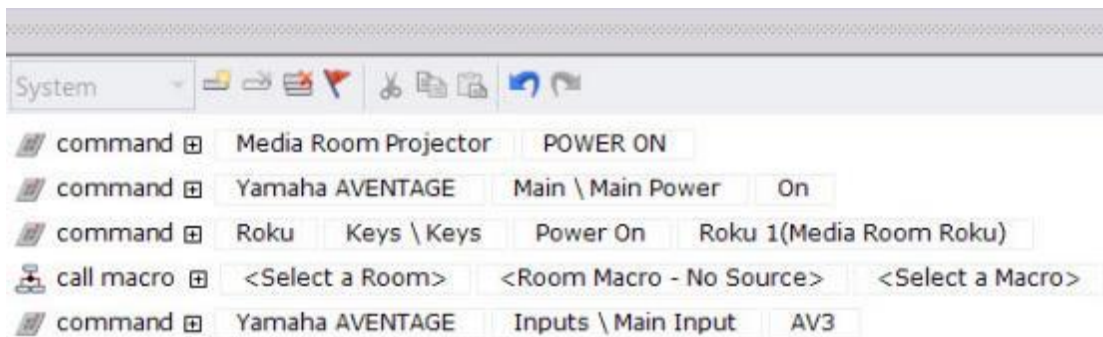 System
command Media Room Projector POWER ON
command Yamaha AVENTAGE Main \ Main Power On
command Roku Keys \ Keys Power On Roku 1(Media Room Roku)
call macro <Select a Room> <Room Macro - No Source> <Select a Macro>
command Yamaha AVENTAGE Inputs \ Main Input AV3